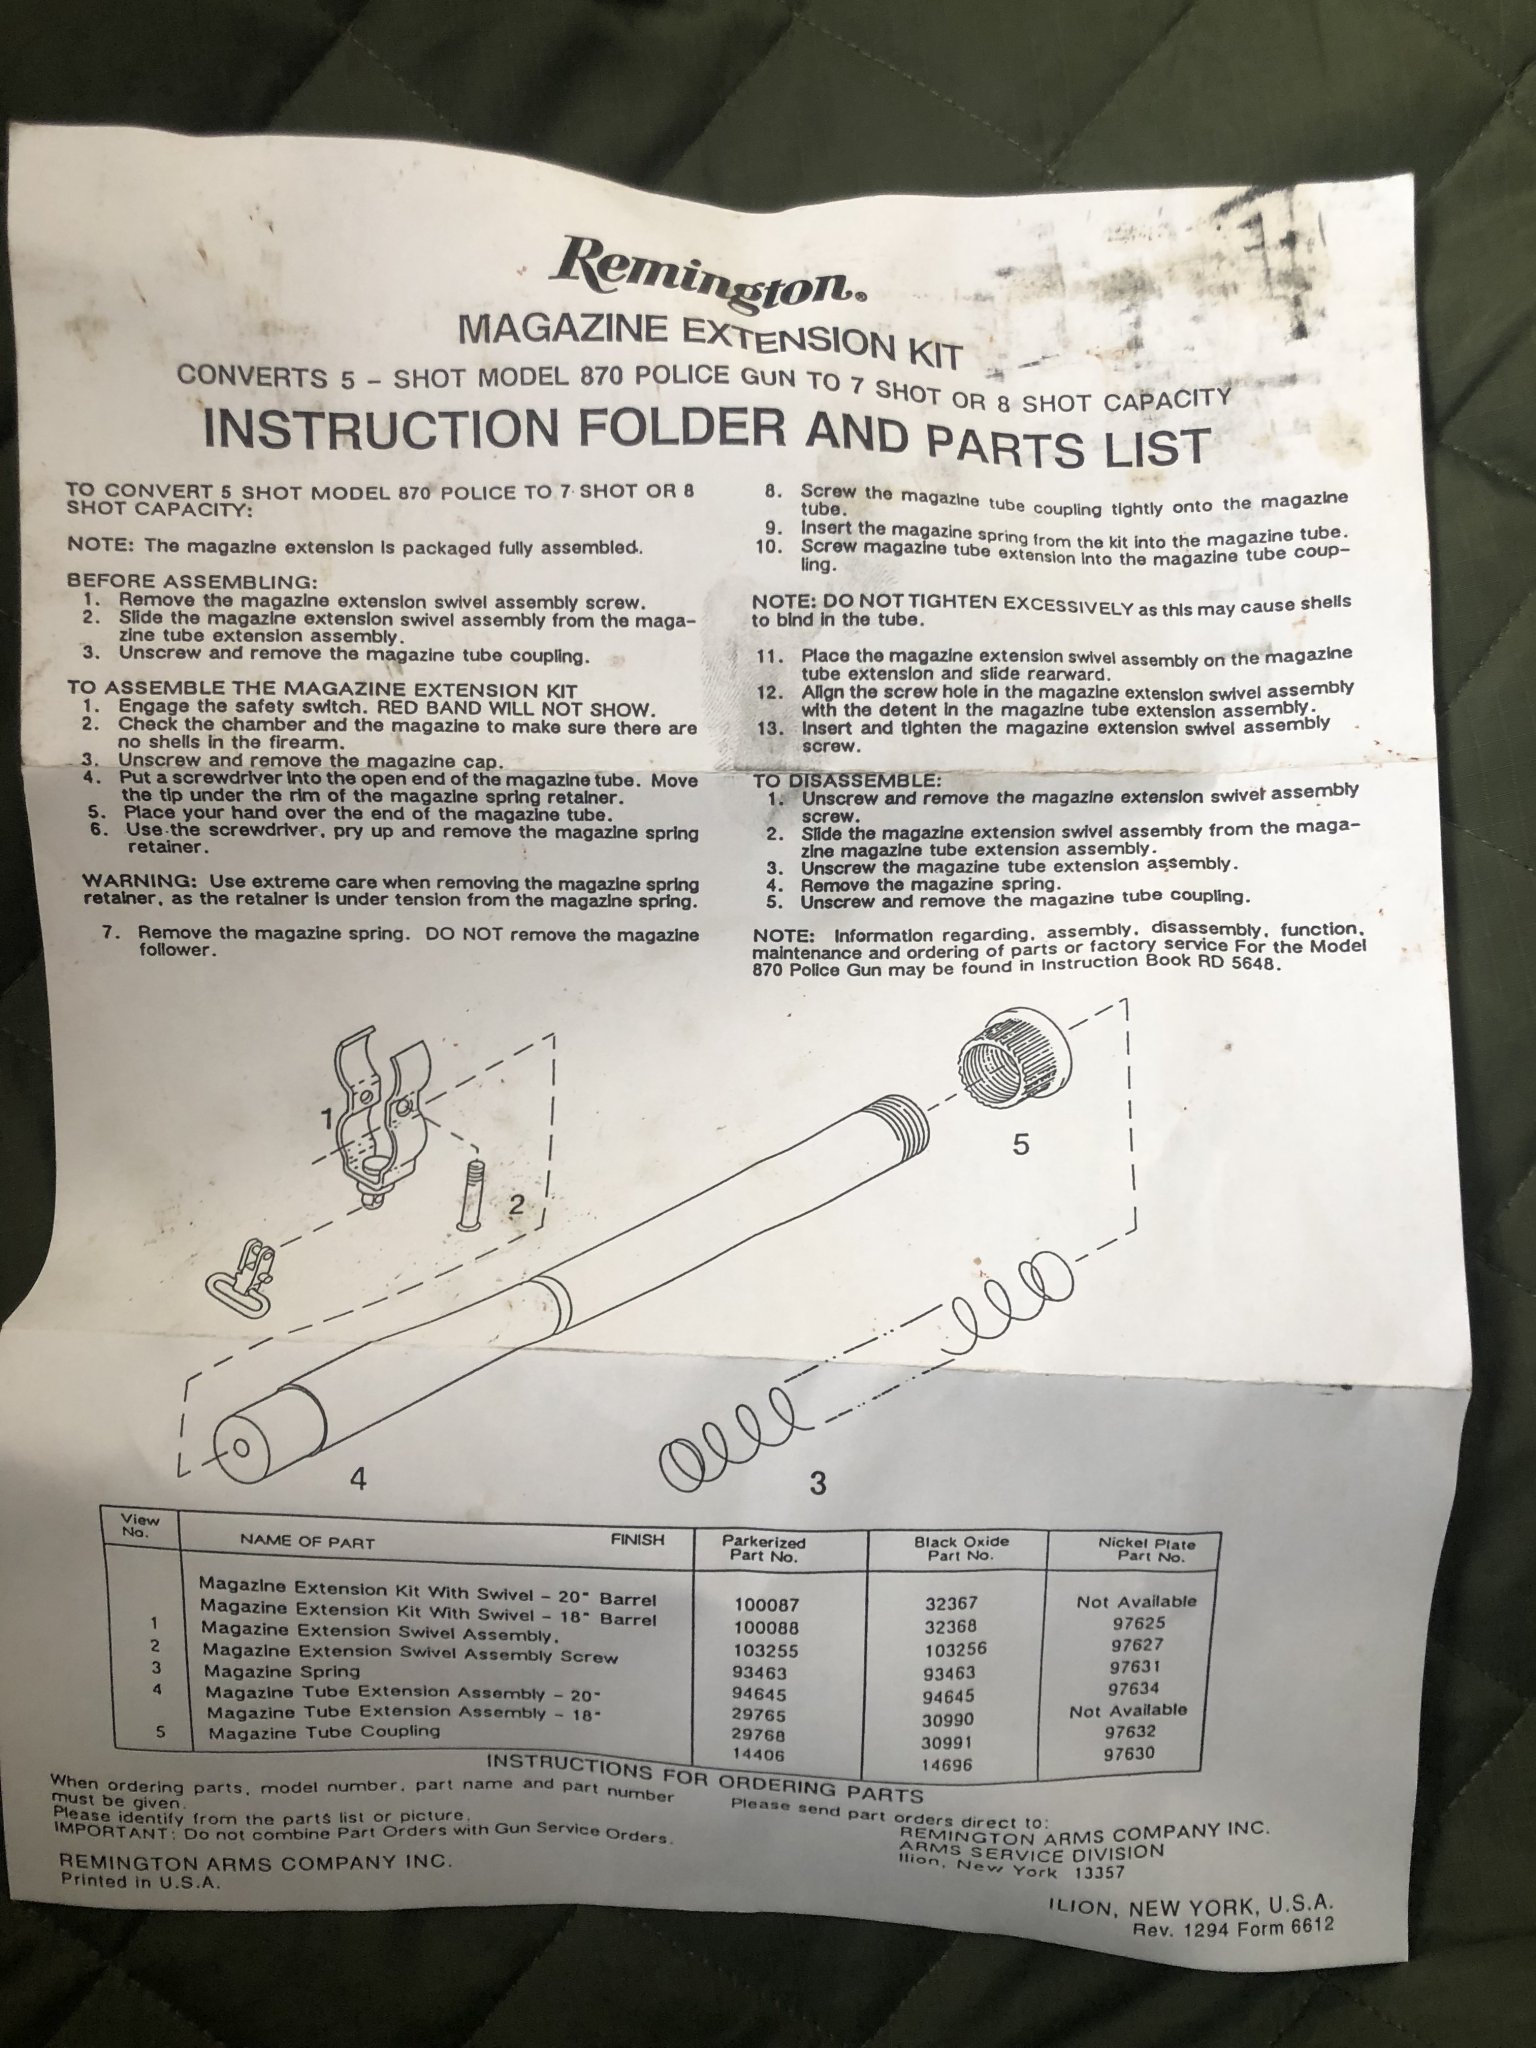 Remington®
MAGAZINE EXTENSION KIT
CONVERTS 5 - SHOT MODEL 870 POLICE GUN TO 7 SHOT OR 8 SHOT CAPACITY
INSTRUCTION FOLDER AND PARTS LIST
TO CONVERT 5 SHOT MODEL 870 POLICE TO 7 SHOT OR 8
SHOT CAPACITY:
NOTE: The magazine extension is packaged fully assembled.
BEFORE ASSEMBLING:
1. Remove the magazine extension swivel assembly screw.
2. Slide the magazine extension swivel assembly from the maga-
zine tube extension assembly.
3. Unscrew and remove the magazine tube coupling.
TO ASSEMBLE THE MAGAZINE EXTENSION KIT
1. Engage the safety switch. RED BAND WILL NOT SHOW.
2. Check the chamber and the magazine to make sure there are
no shells in the firearm.
3. Unscrew and remove the magazine cap.
4. Put a screwdriver into the open end of the magazine tube. Move
the tip under the rim of the magazine spring retainer.
5. Place your hand over the end of the magazine tube.
6. Use the screwdriver, pry up and remove the magazine spring
retainer.
WARNING: Use extreme care when removing the magazine spring
retainer, as the retainer is under tension from the magazine spring.
7. Remove the magazine spring. DO NOT remove the magazine
follower.
8. Screw the magazine tube coupling tightly onto the magazine
tube.
9. Insert the magazine spring from the kit into the magazine tube.
10. Screw magazine tube extension into the magazine tube coup-
ling.
NOTE: DO NOT TIGHTEN EXCESSIVELY as this may cause shells
to bind in the tube.
11. Place the magazine extension swivel assembly on the magazine
tube extension and slide rearward.
12. Align the screw hole in the magazine extension swivel assembly
with the detent in the magazine tube extension assembly.
13. Insert and tighten the magazine extension swivel assembly
screw.
TO DISASSEMBLE:
1. Unscrew and remove the magazine extension swivel assembly
screw.
2. Slide the magazine extension swivel assembly from the maga-
zine magazine tube extension assembly.
3. Unscrew the magazine tube extension assembly.
4. Remove the magazine spring.
5. Unscrew and remove the magazine tube coupling.
NOTE: Information regarding, assembly, disassembly, function,
maintenance and ordering of parts or factory service For the Model
870 Police Gun may be found in Instruction Book RD 5648.
1
2
5
4
3
View No. NAME OF PART FINISH Parkerized Part No. Black Oxide Part No. Nickel Plate Part No.
Magazine Extension Kit With Swivel - 20" Barrel 100087 32367 Not Available
Magazine Extension Kit With Swivel - 18" Barrel 100088 32368 97625
1 Magazine Extension Swivel Assembly, 103255 103256 97627
2 Magazine Extension Swivel Assembly Screw 93463 93463 97631
3 Magazine Spring 94645 94645 97634
4 Magazine Tube Extension Assembly - 20" 29765 30990 Not Available
Magazine Tube Extension Assembly - 18" 29768 30991 97632
5 Magazine Tube Coupling 14406 14696 97630
INSTRUCTIONS FOR ORDERING PARTS
When ordering parts, model number, part name and part number
must be given.
Please identify from the parts list or picture.
IMPORTANT: Do not combine Part Orders with Gun Service Orders.
REMINGTON ARMS COMPANY INC.
Printed in U.S.A.
Please send part orders direct to:
REMINGTON ARMS COMPANY INC.
ARMS SERVICE DIVISION
Ilion, New York 13357
ILION, NEW YORK, U.S.A.
Rev. 1294 Form 6612